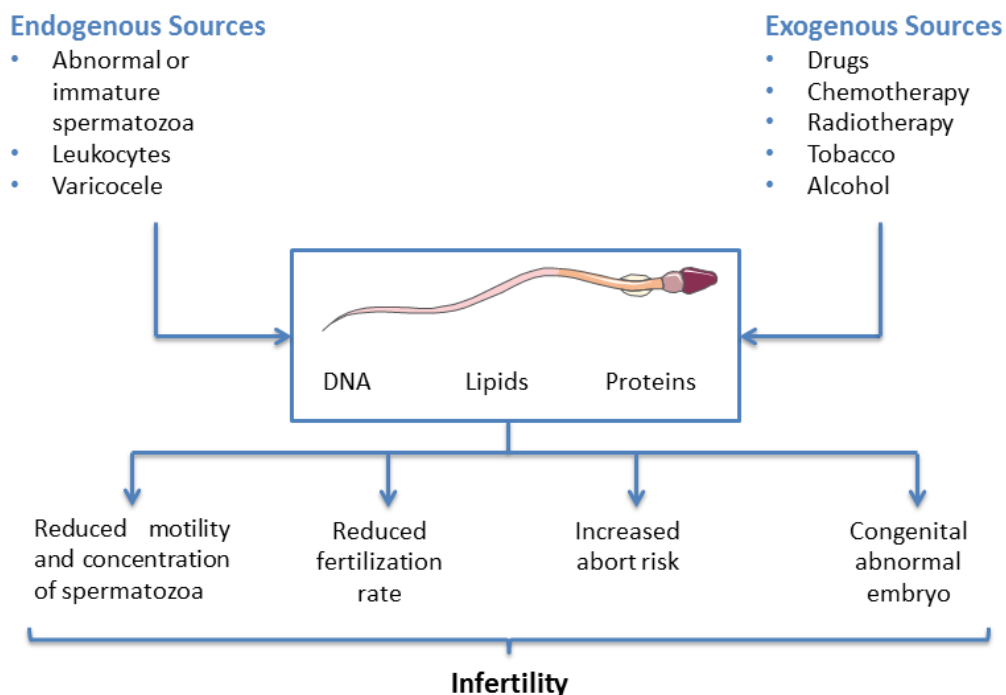 Endogenous Sources
• Abnormal or
immature
spermatozoa
• Leukocytes
• Varicocele
Exogenous Sources
• Drugs
• Chemotherapy
• Radiotherapy
• Tobacco
• Alcohol
DNA
Lipids
Proteins
Reduced motility
and concentration
of spermatozoa
Reduced
fertilization
rate
Increased
abort risk
Congenital
abnormal
embryo
Infertility